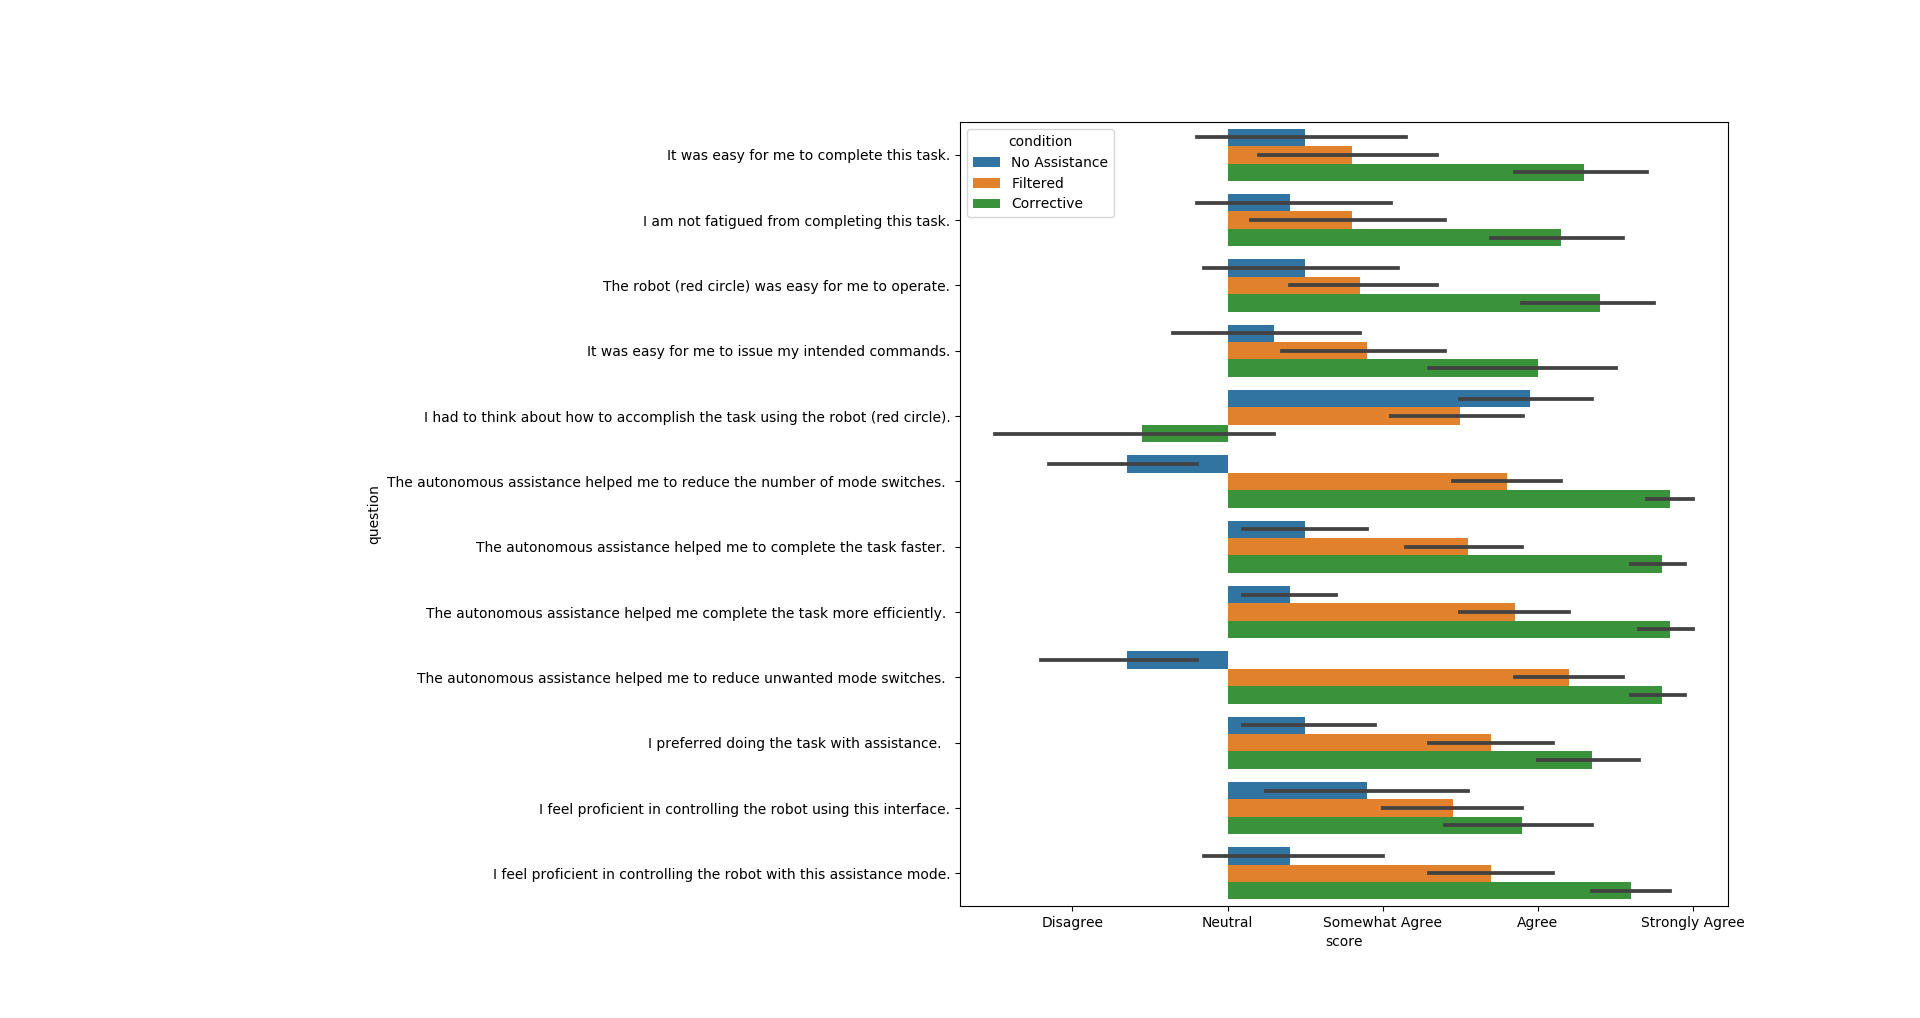 condition
No Assistance
Filtered
Corrective
It was easy for me to complete this task.
I am not fatigued from completing this task.
The robot (red circle) was easy for me to operate.
It was easy for me to issue my intended commands.
I had to think about how to accomplish the task using the robot (red circle).
The autonomous assistance helped me to reduce the number of mode switches.
The autonomous assistance helped me to complete the task faster.
The autonomous assistance helped me complete the task more efficiently.
The autonomous assistance helped me to reduce unwanted mode switches.
I preferred doing the task with assistance.
I feel proficient in controlling the robot using this interface.
I feel proficient in controlling the robot with this assistance mode.
question
Disagree Neutral Somewhat Agree Agree Strongly Agree
score